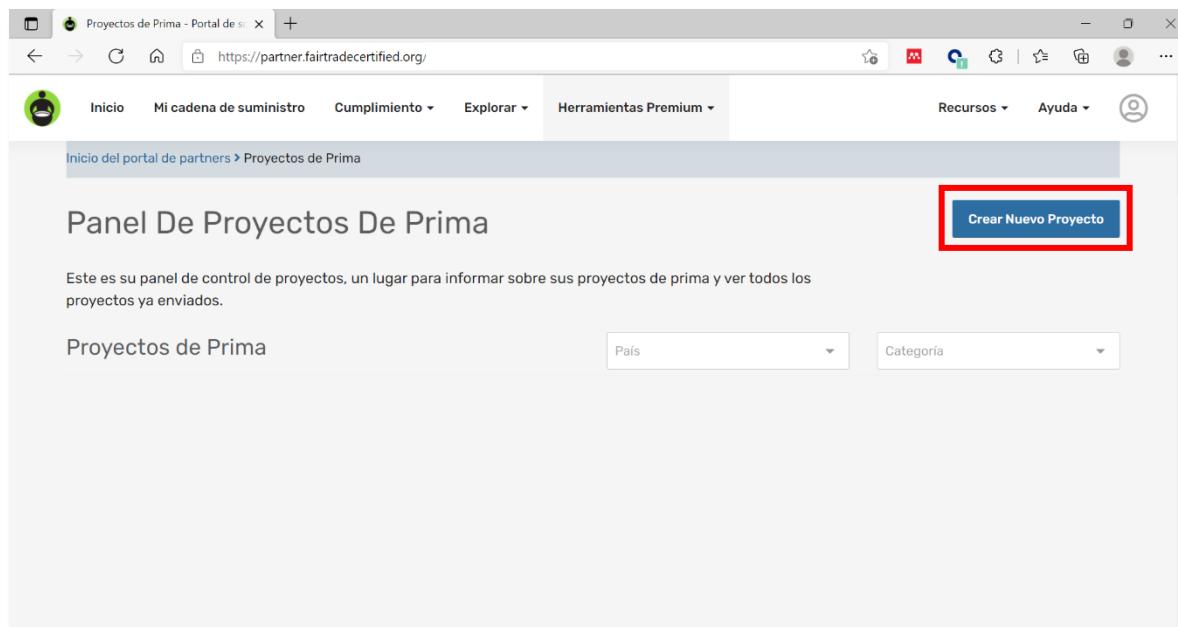 Proyectos de Prima - Portal de s
https://partner.fairtradecertified.org/
Inicio Mi cadena de suministro Cumplimiento Explorar Herramientas Premium Recursos Ayuda
Inicio del portal de partners > Proyectos de Prima
Panel De Proyectos De Prima
Crear Nuevo Proyecto
Este es su panel de control de proyectos, un lugar para informar sobre sus proyectos de prima y ver todos los
proyectos ya enviados.
Proyectos de Prima
País
Categoría